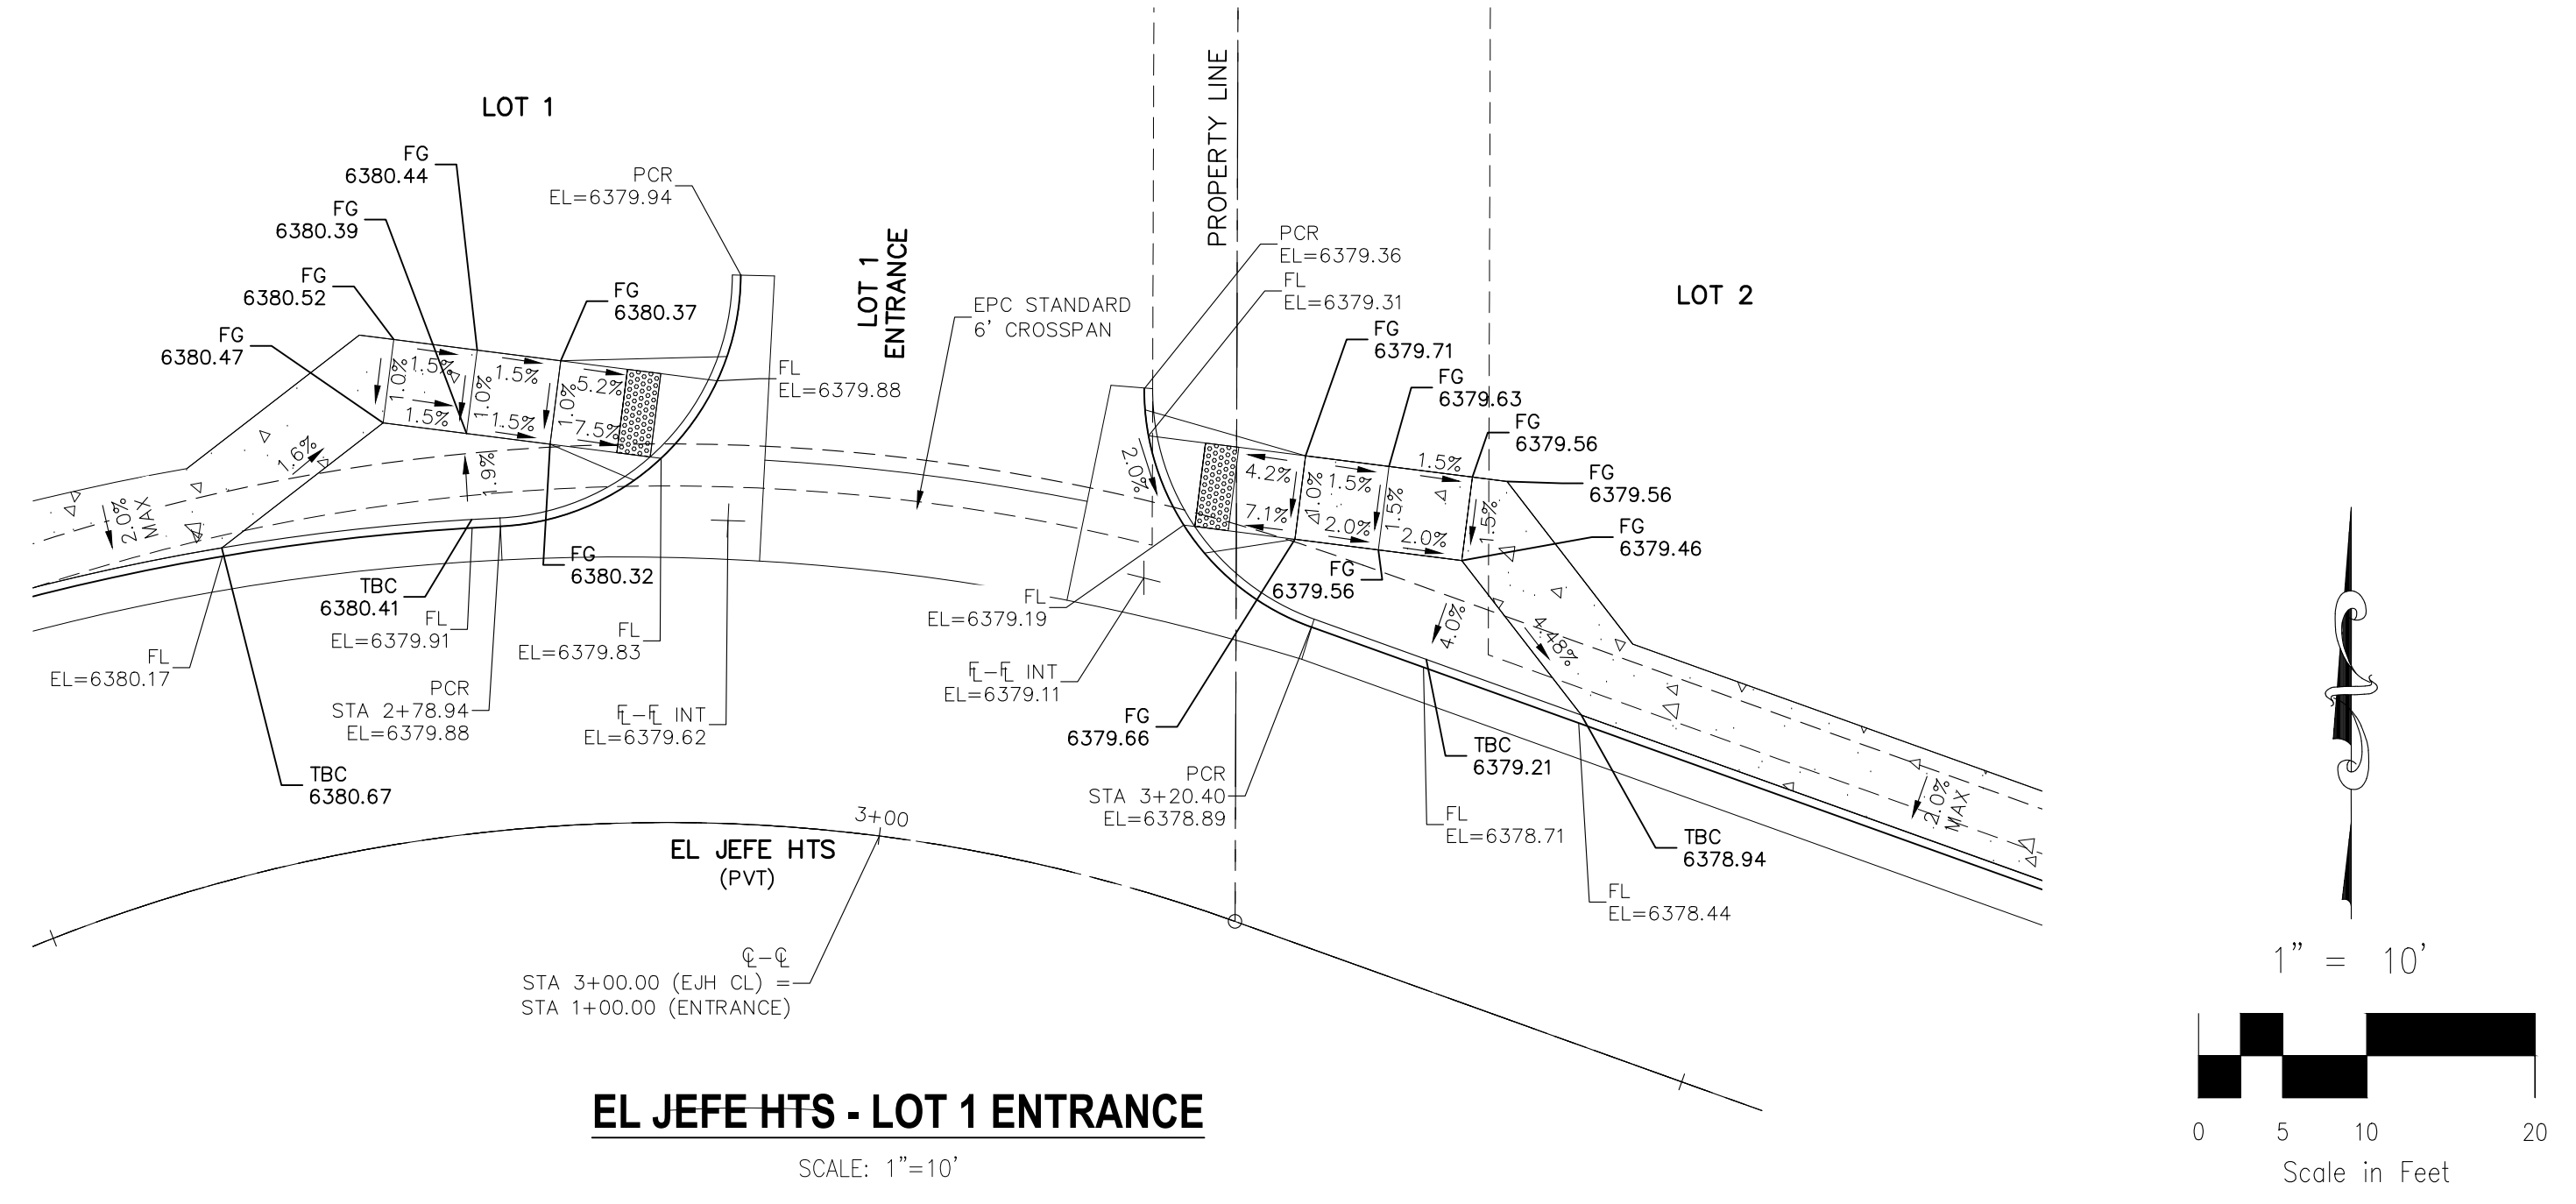 LOT 1
FG
6380.44
FG
6380.39
FG
6380.52
FG
6380.47
PCR
EL=6379.94
FG
6380.37
LOT 1
ENTRANCE
FL
EL=6379.88
EPC STANDARD
6' CROSSPAN
PROPERTY LINE
PCR
EL=6379.36
FL
EL=6379.31
FG
6379.71
FG
6379.63
FG
6379.56
FG
6379.56
FG
6379.46
LOT 2
1.5%
1.5%
5.2%
1.0%
1.0%
1.0%
1.5%
1.5%
7.5%
1.6%
1.9%
2.0%
MAX
2.0%
4.2%
1.5%
1.5%
1.0%
1.5%
1.5%
7.1%
2.0%
2.0%
4.0%
4.48%
2.0%
MAX
FG
6380.32
TBC
6380.41
FL
EL=6379.91
FL
EL=6379.83
FL
EL=6380.17
PCR
STA 2+78.94
EL=6379.88
FL-FL INT
EL=6379.62
TBC
6380.67
FL
EL=6379.19
FL-FL INT
EL=6379.11
FG
6379.56
FG
6379.66
PCR
STA 3+20.40
EL=6378.89
TBC
6379.21
FL
EL=6378.71
TBC
6378.94
FL
EL=6378.44
3+00
EL JEFE HTS
(PVT)
CL-CL
STA 3+00.00 (EJH CL) =
STA 1+00.00 (ENTRANCE)
EL JEFE HTS - LOT 1 ENTRANCE
SCALE: 1"=10'
1" = 10'
0 5 10 20
Scale in Feet